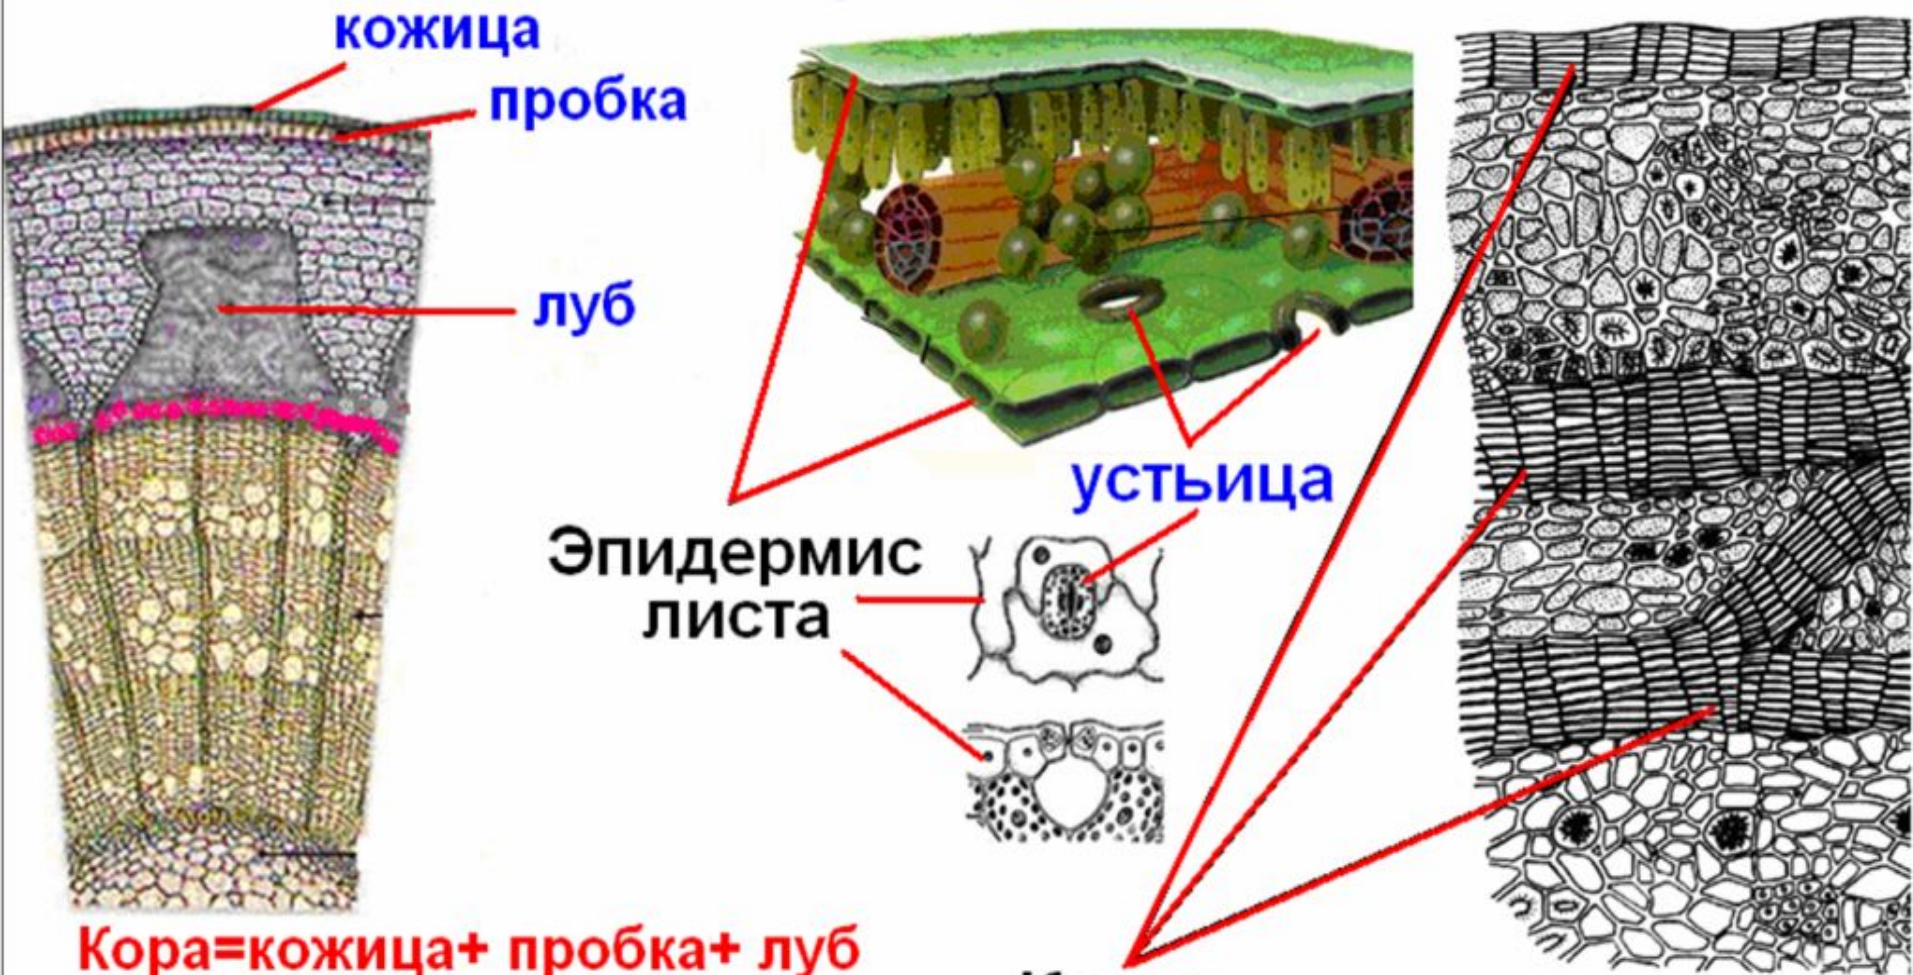 кожица
пробка
луб
устьица
Эпидермис
листа
Кора=кожица+ пробка+ луб